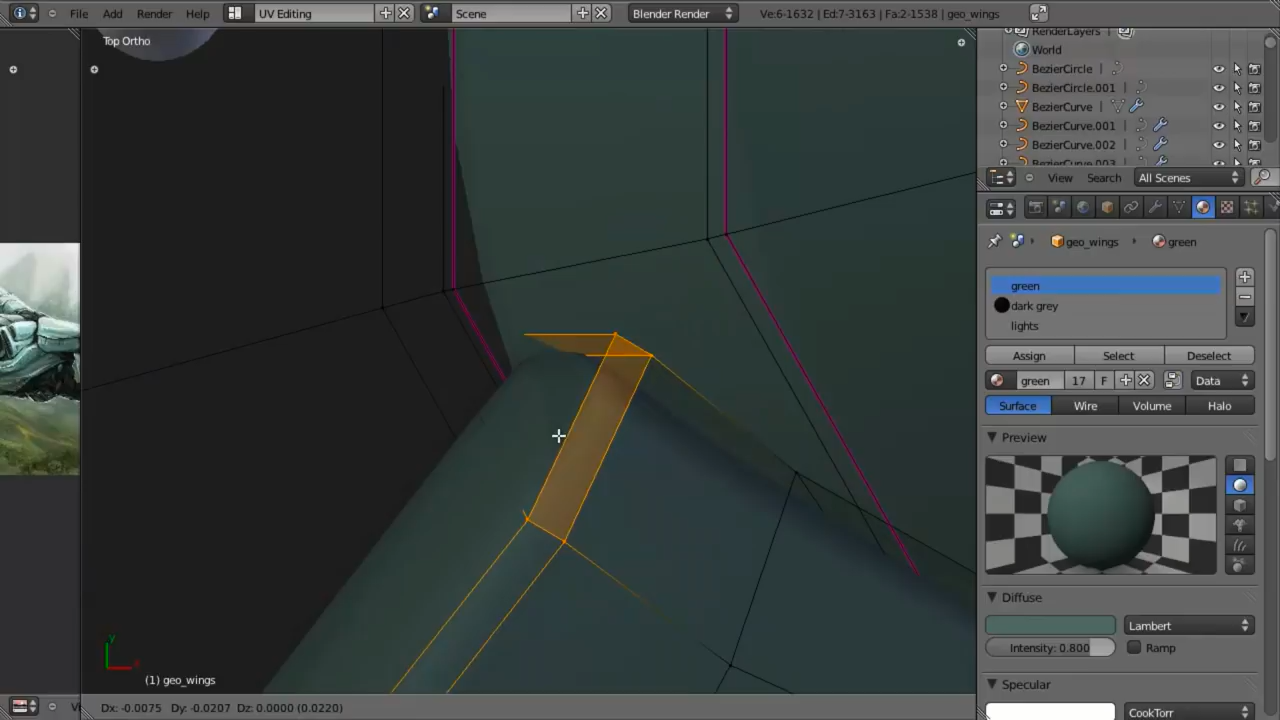 File Add Render Help UV Editing Scene Blender Render Ve:6-1632 | Ed:7-3163 | Fa:2-1538 | geo_wings
Top Ortho
RenderLayers
World
BezierCircle
BezierCircle.001
BezierCurve
BezierCurve.001
BezierCurve.002
BezierCurve.003
View Search All Scenes
geo_wings green
green
dark grey
lights
Assign Select Deselect
green 17 F Data
Surface Wire Volume Halo
Preview
Diffuse
Lambert
Intensity: 0.800 Ramp
Specular
CookTorr
y
(1) geo_wings
Dx: -0.0075 Dy: -0.0207 Dz: 0.0000 (0.0220)